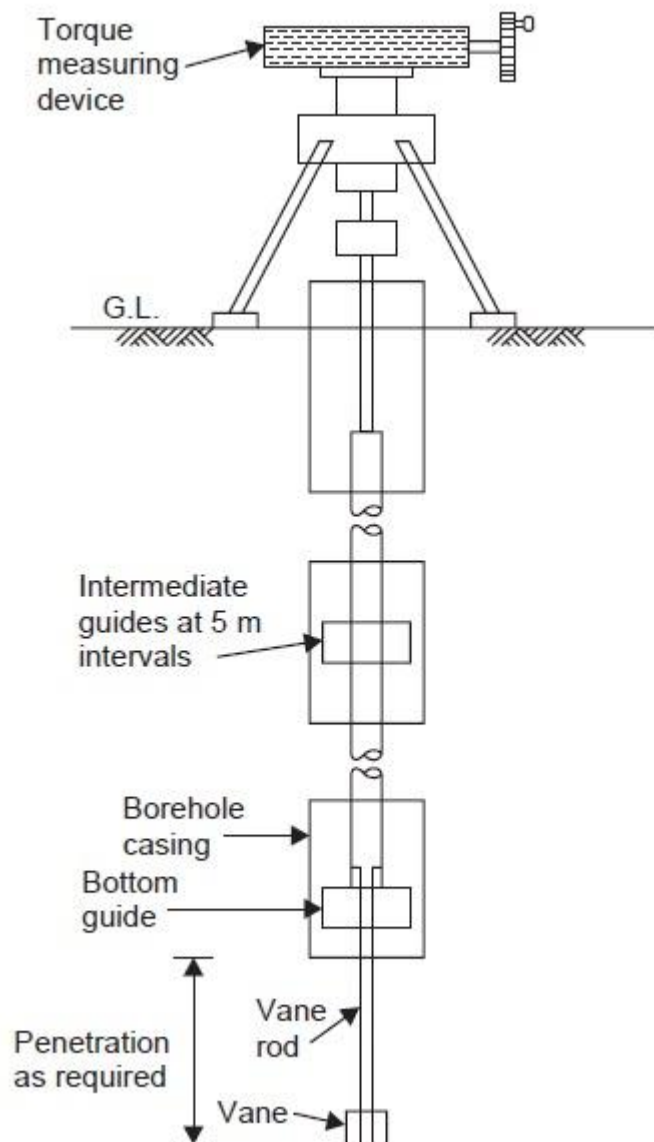 Torque
measuring
device
G.L.
Intermediate
guides at 5 m
intervals
Borehole
casing
Bottom
guide
Vane
rod
Penetration
as required
Vane